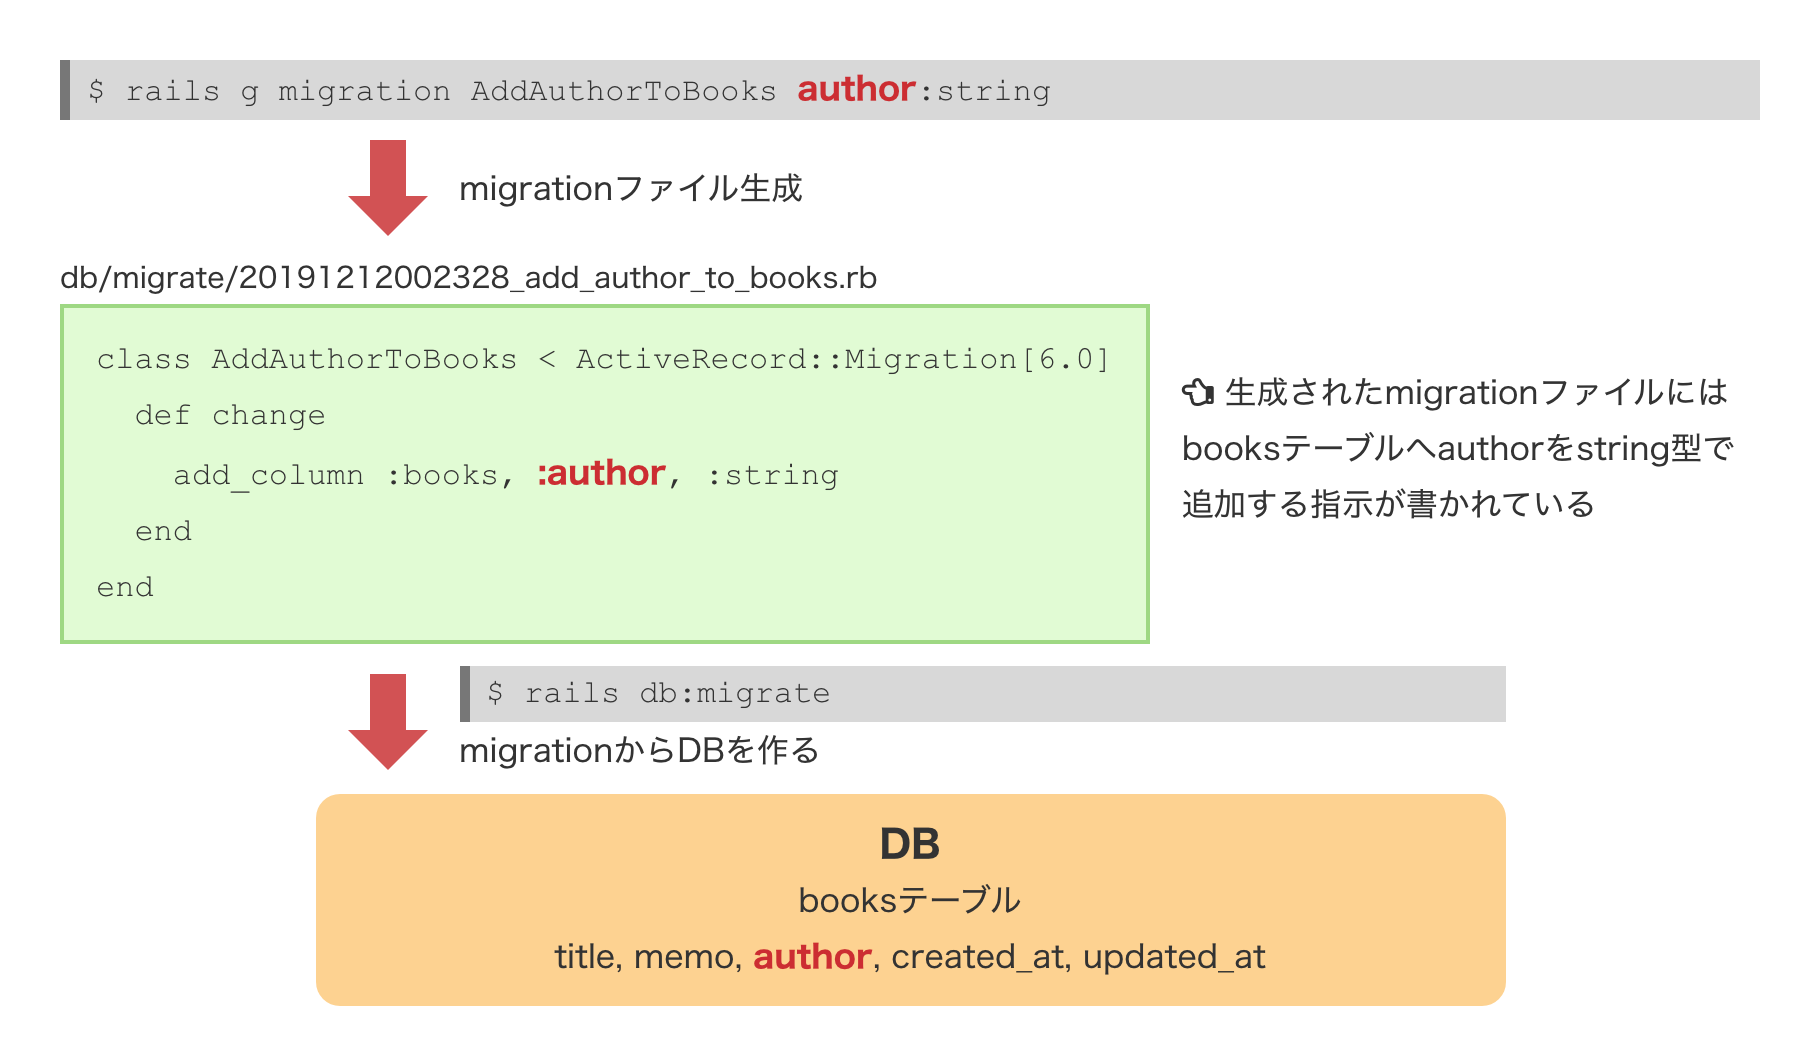 $ rails g migration AddAuthorToBooks author:string
migrationファイル生成
db/migrate/20191212002328_add_author_to_books.rb
class AddAuthorToBooks < ActiveRecord::Migration[6.0]
  def change
    add_column :books, :author, :string
  end
end
生成されたmigrationファイルには
booksテーブルへauthorをstring型で
追加する指示が書かれている
$ rails db:migrate
migrationからDBを作る
DB
booksテーブル
title, memo, author, created_at, updated_at